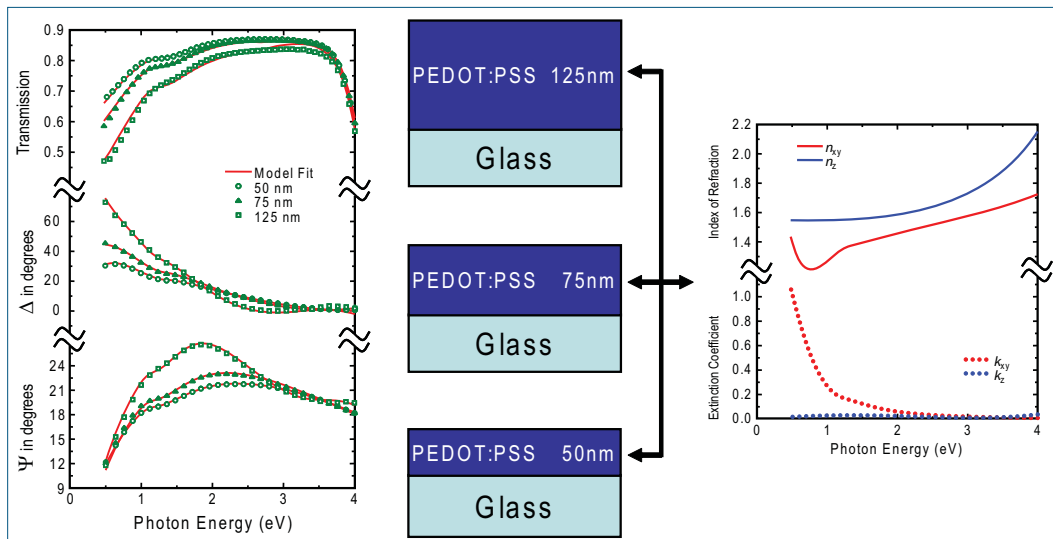 0.9
0.8
0.7
0.6
0.5
Transmission
Model Fit
50 nm
75 nm
125 nm
60
40
20
0
Δ in degrees
24
21
18
15
12
9
Ψ in degrees
0 1 2 3 4
Photon Energy (eV)
PEDOT:PSS 125nm
Glass
PEDOT:PSS 75nm
Glass
PEDOT:PSS 50nm
Glass
2.2
2.0
1.8
1.6
1.4
Index of Refraction
nxy
nz
1.0
0.8
0.6
0.4
0.2
0.0
Extinction Coefficient
kxy
kz
0 1 2 3 4
Photon Energy (eV)